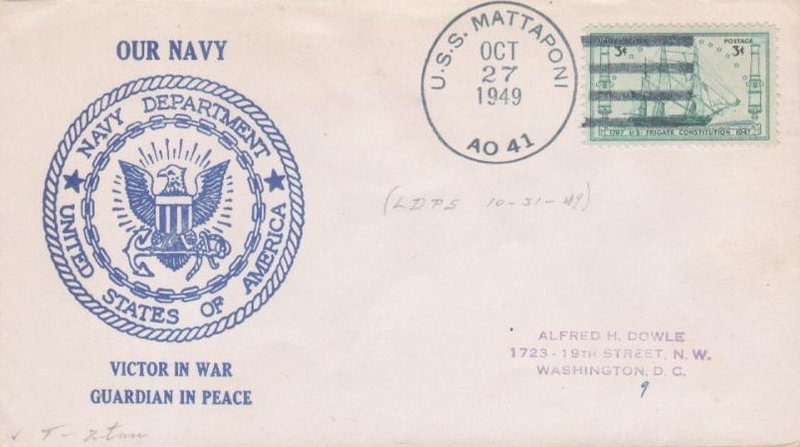 OUR NAVY
NAVY DEPARTMENT
UNITED STATES OF AMERICA
VICTOR IN WAR
GUARDIAN IN PEACE
U.S.S. MATTAPONI
OCT
27
1949
AO 41
UNITED STATES POSTAGE
3¢ 3¢
1797 U.S. FRIGATE CONSTITUTION 1947
(LDPS 10-31-49)
ALFRED H. DOWLE
1723-19TH STREET, N. W.
WASHINGTON, D. C.
9